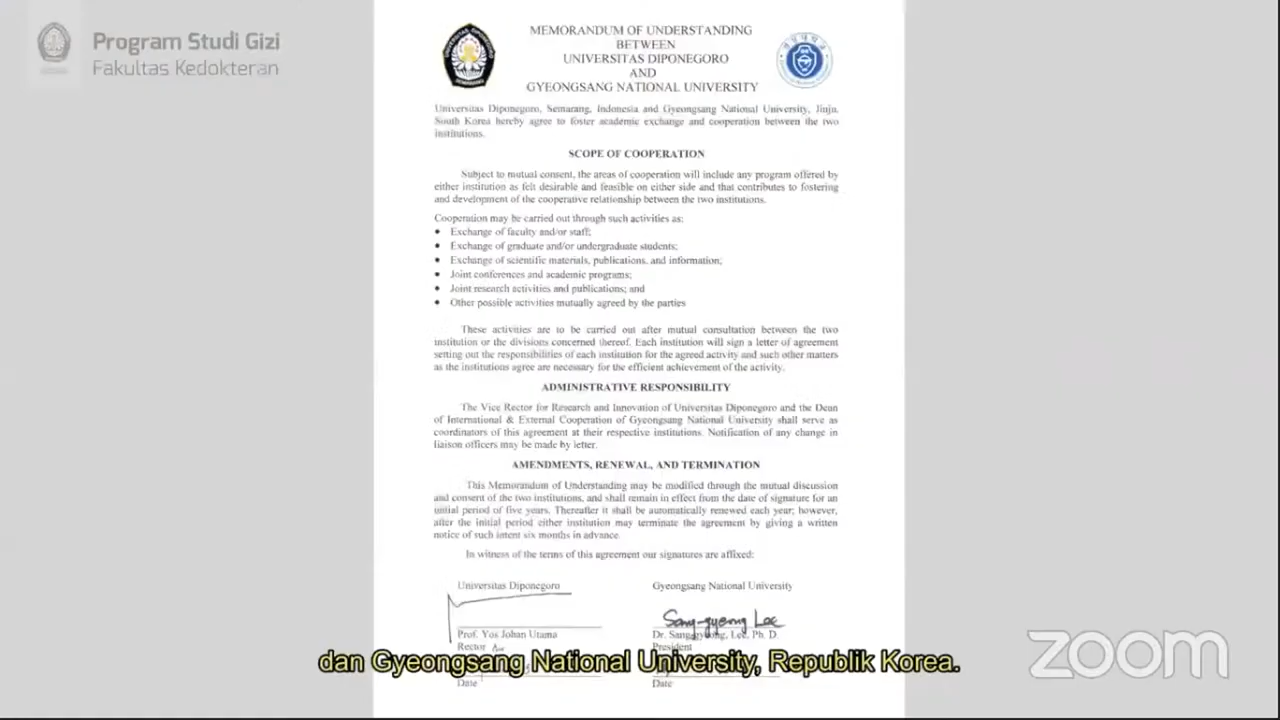 Program Studi Gizi
Fakultas Kedokteran
MEMORANDUM OF UNDERSTANDING
BETWEEN
UNIVERSITAS DIPONEGORO
AND
GYEONGSANG NATIONAL UNIVERSITY
Universitas Diponegoro, Semarang, Indonesia and Gyeongsang National University, Jinju,
South Korea hereby agree to foster academic exchange and cooperation between the two
institutions.
SCOPE OF COOPERATION
Subject to mutual consent, the areas of cooperation will include any program offered by
either institution as felt desirable and feasible on either side and that contributes to fostering
and development of the cooperative relationship between the two institutions.
Cooperation may be carried out through such activities as:
• Exchange of faculty and/or staff;
• Exchange of graduate and/or undergraduate students;
• Exchange of scientific materials, publications, and information;
• Joint conferences and academic programs;
• Joint research activities and publications; and
• Other possible activities mutually agreed by the parties
These activities are to be carried out after mutual consultation between the two
institution or the divisions concerned thereof. Each institution will sign a letter of agreement
setting out the responsibilities of each institution for the agreed activity and such other matters
as the institutions agree are necessary for the efficient achievement of the activity.
ADMINISTRATIVE RESPONSIBILITY
The Vice Rector for Research and Innovation of Universitas Diponegoro and the Dean
of International & External Cooperation of Gyeongsang National University shall serve as
coordinators of this agreement at their respective institutions. Notification of any change in
liaison officers may be made by letter.
AMENDMENTS, RENEWAL, AND TERMINATION
This Memorandum of Understanding may be modified through the mutual discussion
and consent of the two institutions, and shall remain in effect from the date of signature for an
initial period of five years. Thereafter it shall be automatically renewed each year; however,
after the initial period either institution may terminate the agreement by giving a written
notice of such intent six months in advance.
In witness of the terms of this agreement our signatures are affixed:
Universitas Diponegoro Gyeongsang National University
Sang-gyeong Lee
Prof. Yos Johan Utama Dr. Sang-gyeong, Lee, Ph. D.
Rector President
dan Gyeongsang National University, Republik Korea.
Date Date
zoom